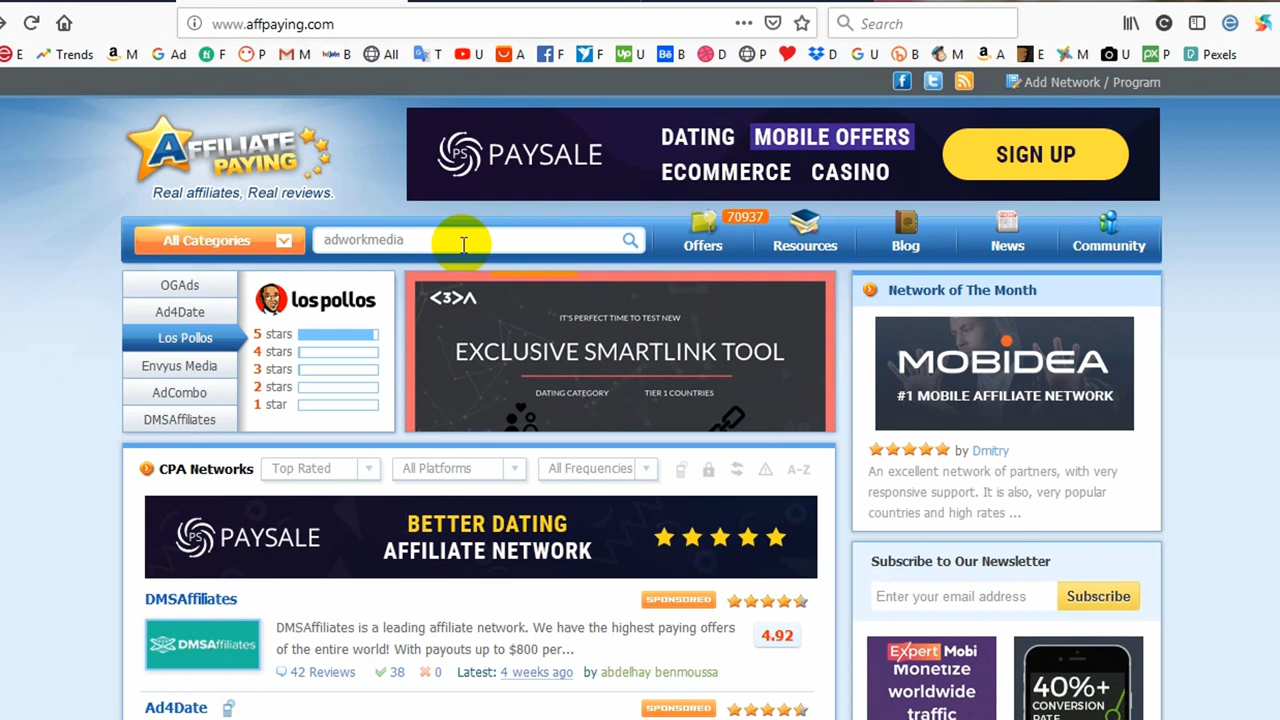 www.affpaying.com
Search
E
Trends
M
Ad
F
P
M
B
All
T
U
A
F
F
U
B
D
P
D
U
M
A
E
M
U
P
Pexels
Add Network / Program
AFFILIATE
PAYING
Real affiliates, Real reviews.
PS PAYSALE
DATING MOBILE OFFERS
ECOMMERCE CASINO
SIGN UP
All Categories
adworkmedia
70937
Offers
Resources
Blog
News
Community
OGAds
Ad4Date
Los Pollos
Envyus Media
AdCombo
DMSAffiliates
los pollos
5 stars
4 stars
3 stars
2 stars
1 star
<3>Λ
IT'S PERFECT TIME TO TEST NEW
EXCLUSIVE SMARTLINK TOOL
DATING CATEGORY
TIER 1 COUNTRIES
Network of The Month
MOBIDEA
#1 MOBILE AFFILIATE NETWORK
by Dmitry
An excellent network of partners, with very
responsive support. It is also, very popular
countries and high rates ...
CPA Networks
Top Rated
All Platforms
All Frequencies
A-Z
PS PAYSALE
BETTER DATING
AFFILIATE NETWORK
DMSAffiliates
SPONSORED
DMSaffiliates
DMSAffiliates is a leading affiliate network. We have the highest paying offers
of the entire world! With payouts up to $800 per...
4.92
42 Reviews 38 0 Latest: 4 weeks ago by abdelhay benmoussa
Ad4Date
SPONSORED
Subscribe to Our Newsletter
Enter your email address
Subscribe
Expert Mobi
Monetize
worldwide
traffic
40%+
CONVERSION
RATE